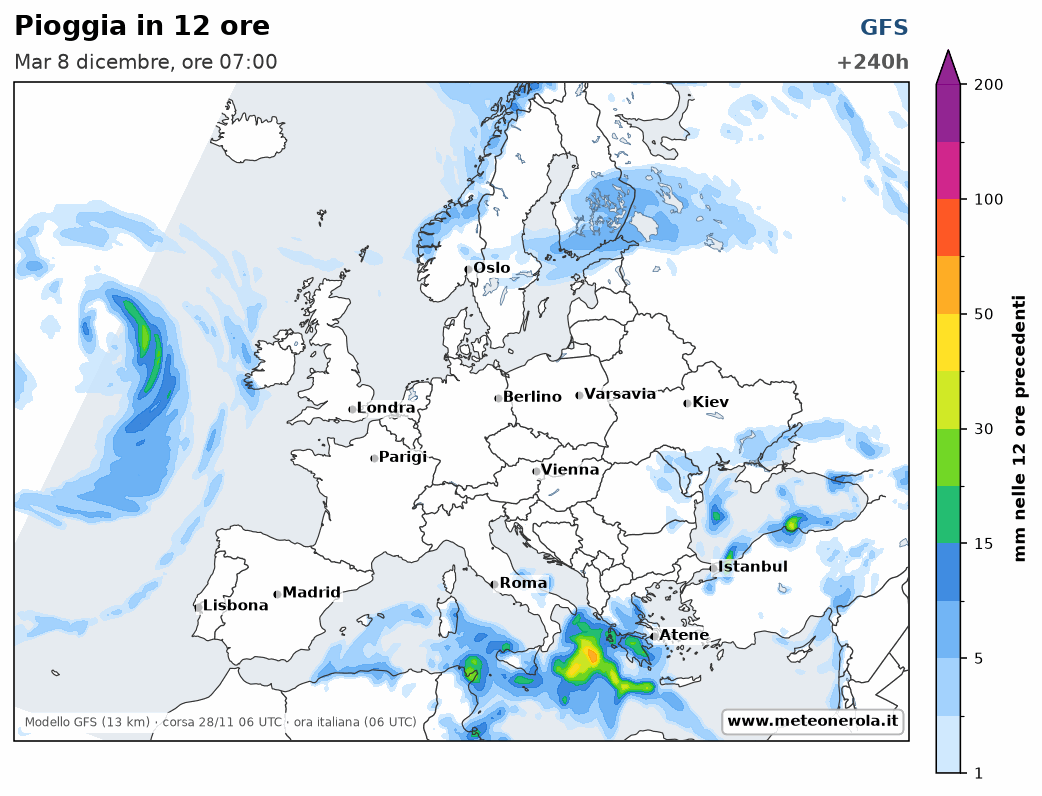 Pioggia in 12 ore
GFS
Mar 8 dicembre, ore 07:00
+240h
200
100
50
30
15
5
1
mm nelle 12 ore precedenti
Oslo
Londra
Berlino
Varsavia
Kiev
Parigi
Vienna
Istanbul
Roma
Madrid
Lisbona
Atene
Modello GFS (13 km) · corsa 28/11 06 UTC · ora italiana (06 UTC)
www.meteonerola.it